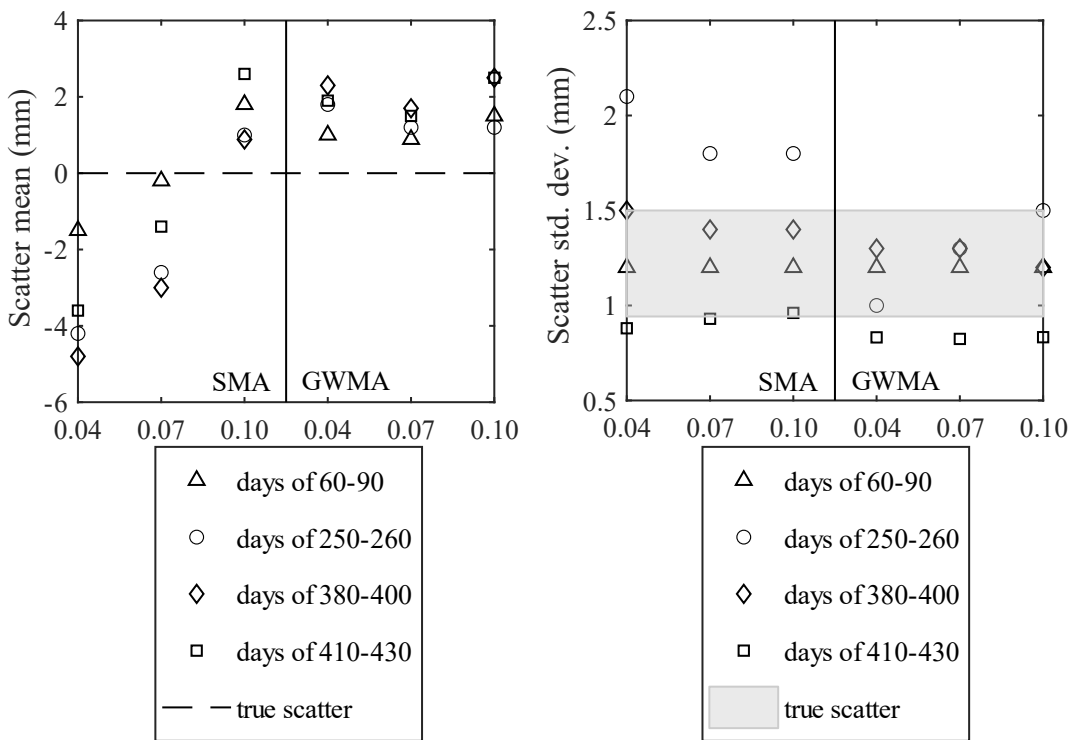 Scatter mean (mm)
4
2
0
-2
-4
-6
SMA
GWMA
0.04
0.07
0.10
0.04
0.07
0.10
days of 60-90
days of 250-260
days of 380-400
days of 410-430
true scatter
Scatter std. dev. (mm)
2.5
2
1.5
1
0.5
SMA
GWMA
0.04
0.07
0.10
0.04
0.07
0.10
days of 60-90
days of 250-260
days of 380-400
days of 410-430
true scatter